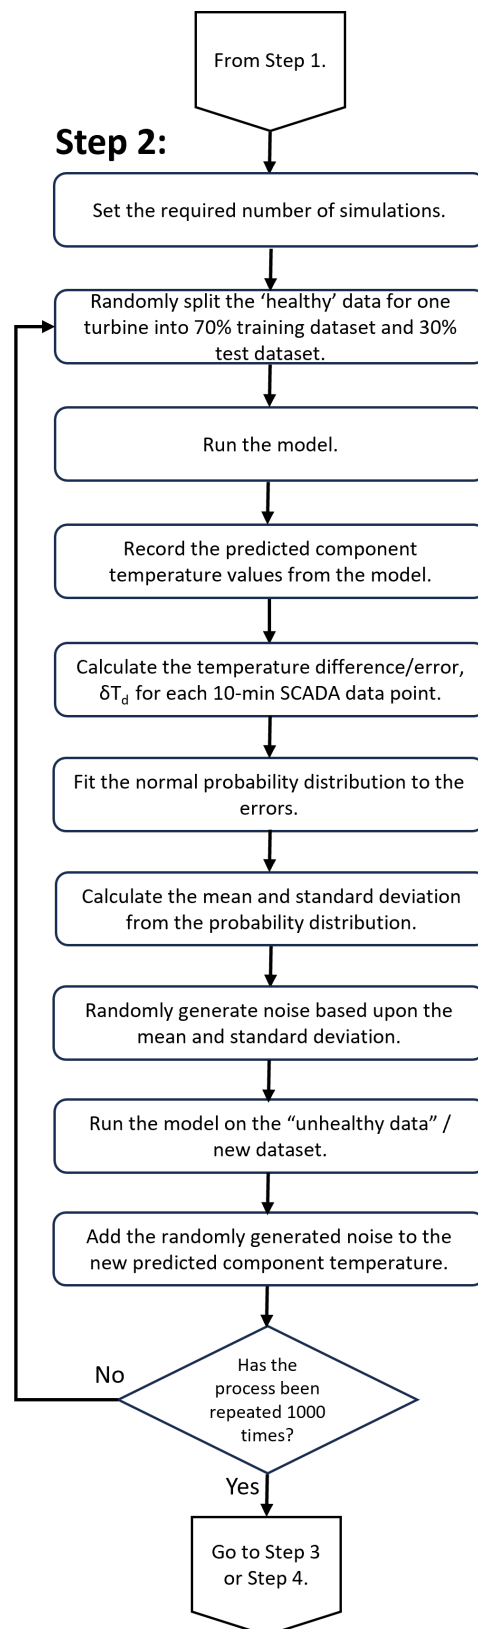 From Step 1.
Step 2:
Set the required number of simulations.
Randomly split the ‘healthy’ data for one
turbine into 70% training dataset and 30%
test dataset.
Run the model.
Record the predicted component
temperature values from the model.
Calculate the temperature difference/error,
δTd for each 10-min SCADA data point.
Fit the normal probability distribution to the
errors.
Calculate the mean and standard deviation
from the probability distribution.
Randomly generate noise based upon the
mean and standard deviation.
Run the model on the “unhealthy data” /
new dataset.
Add the randomly generated noise to the
new predicted component temperature.
Has the
process been
repeated 1000
times?
No
Yes
Go to Step 3
or Step 4.